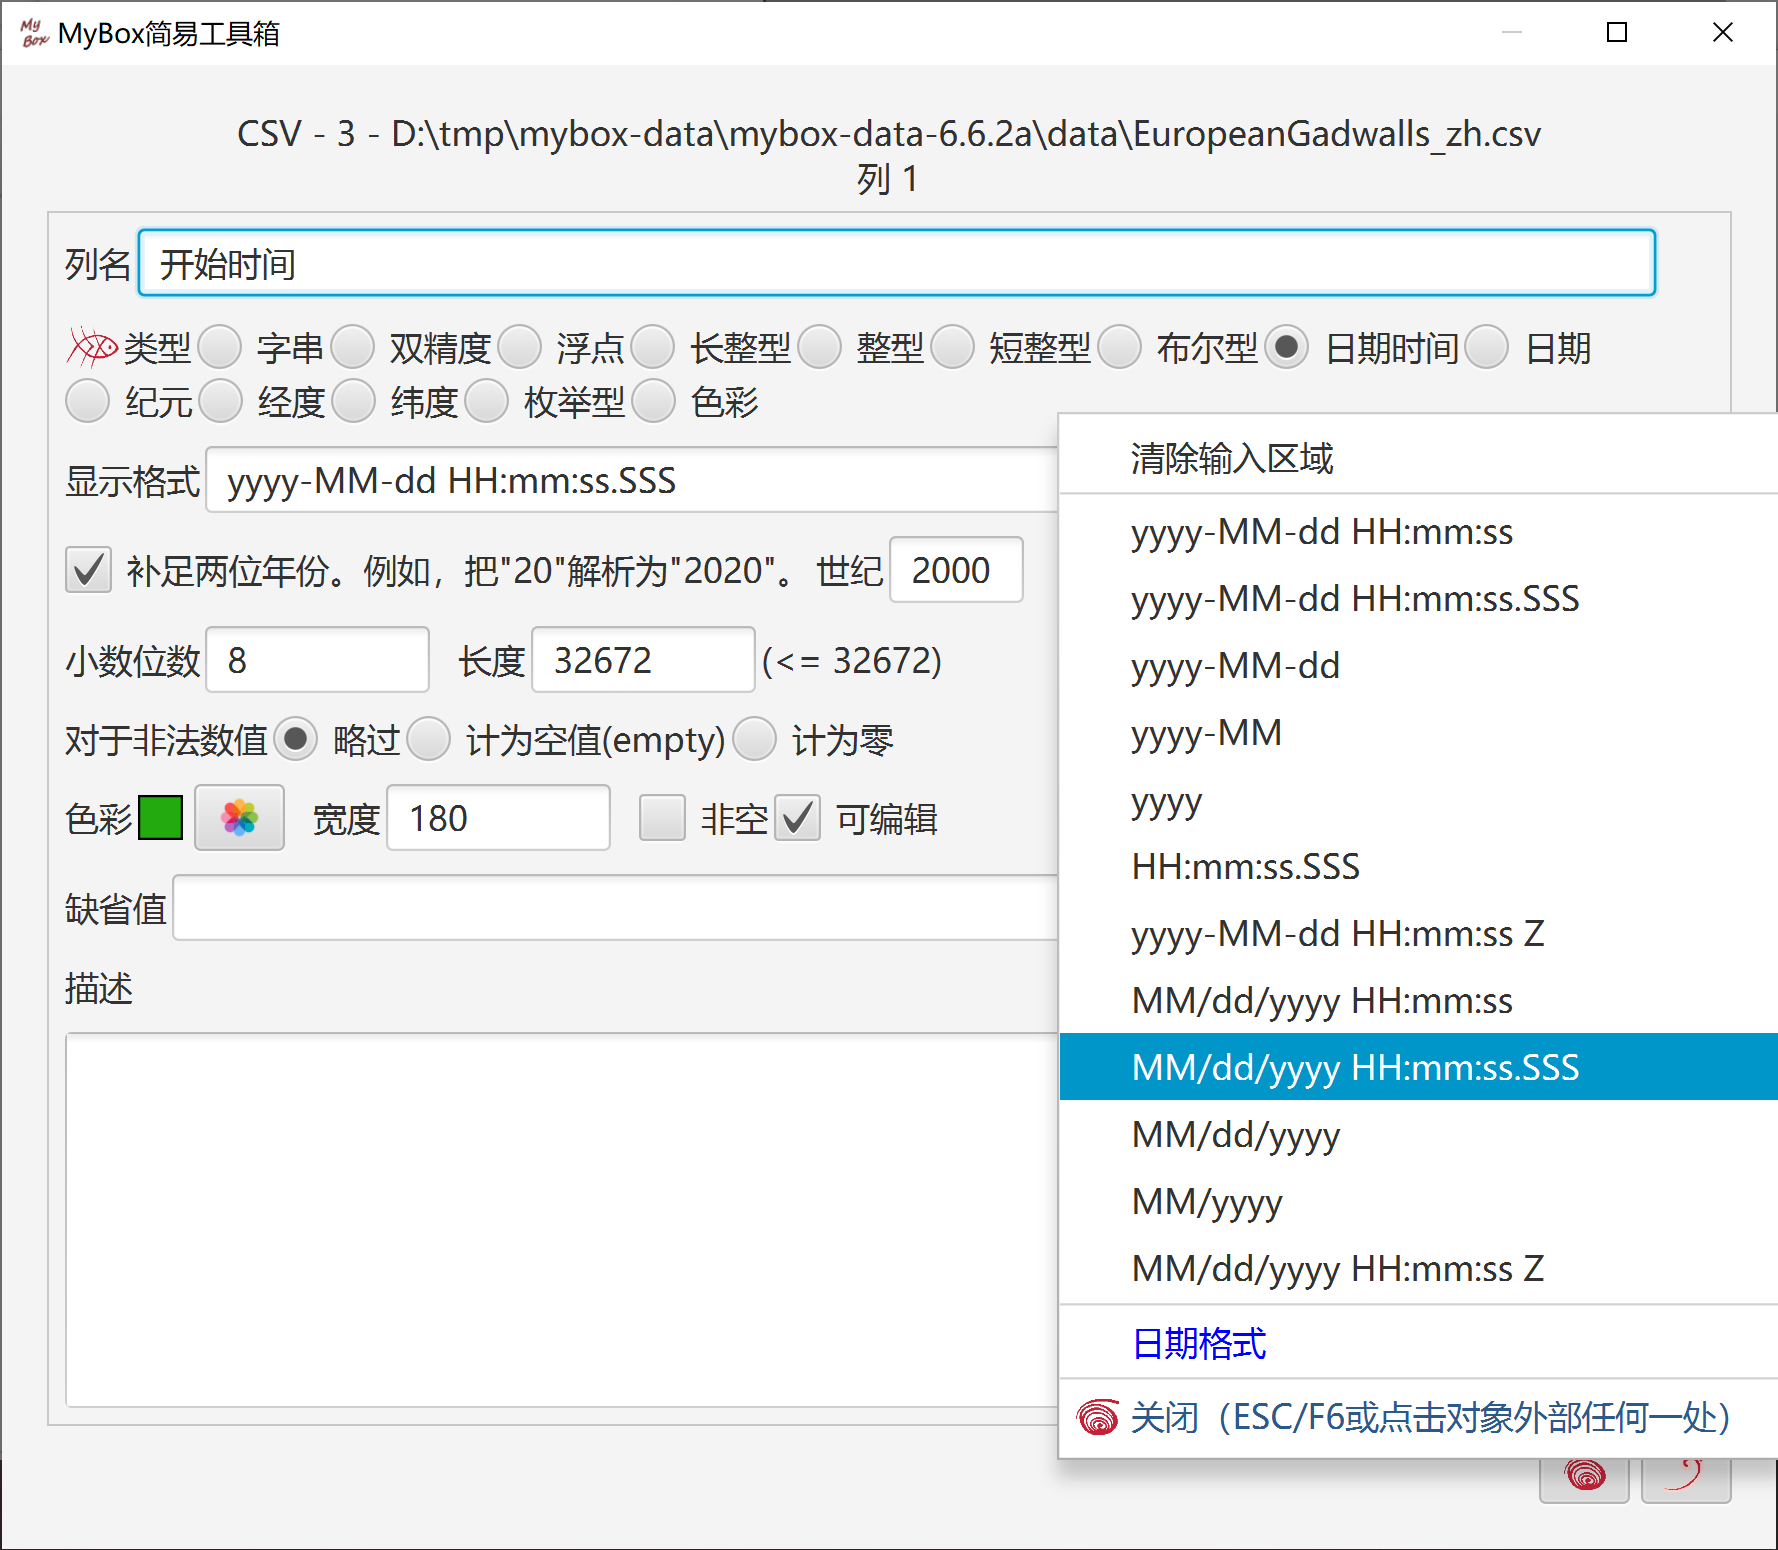 My Box MyBox简易工具箱
CSV - 3 - D:\tmp\mybox-data\mybox-data-6.6.2a\data\EuropeanGadwalls_zh.csv
列 1
列名 开始时间
类型 字串 双精度 浮点 长整型 整型 短整型 布尔型 日期时间 日期
纪元 经度 纬度 枚举型 色彩
显示格式 yyyy-MM-dd HH:mm:ss.SSS
补足两位年份。例如，把"20"解析为"2020"。 世纪 2000
小数位数 8 长度 32672 (<= 32672)
对于非法数值 略过 计为空值(empty) 计为零
色彩 宽度 180 非空 可编辑
缺省值
描述
清除输入区域
yyyy-MM-dd HH:mm:ss
yyyy-MM-dd HH:mm:ss.SSS
yyyy-MM-dd
yyyy-MM
yyyy
HH:mm:ss.SSS
yyyy-MM-dd HH:mm:ss Z
MM/dd/yyyy HH:mm:ss
MM/dd/yyyy HH:mm:ss.SSS
MM/dd/yyyy
MM/yyyy
MM/dd/yyyy HH:mm:ss Z
日期格式
关闭（ESC/F6或点击对象外部任何一处）